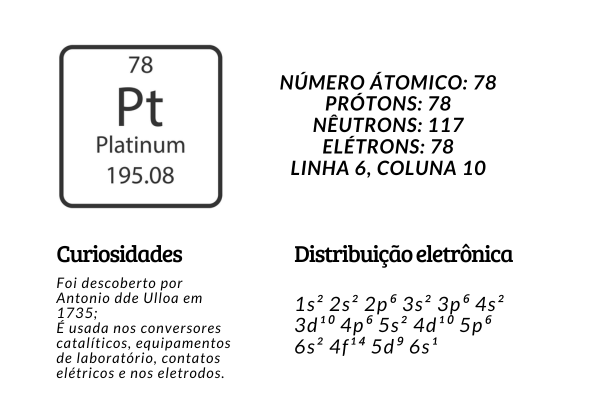 78
Pt
Platinum
195.08
NÚMERO ÁTOMICO: 78
PRÓTONS: 78
NÊUTRONS: 117
ELÉTRONS: 78
LINHA 6, COLUNA 10
Curiosidades
Foi descoberto por
Antonio dde Ulloa em
1735;
É usada nos conversores
catalíticos, equipamentos
de laboratório, contatos
elétricos e nos eletrodos.
Distribuição eletrônica
1s² 2s² 2p⁶ 3s² 3p⁶ 4s²
3d¹⁰ 4p⁶ 5s² 4d¹⁰ 5p⁶
6s² 4f¹⁴ 5d⁹ 6s¹